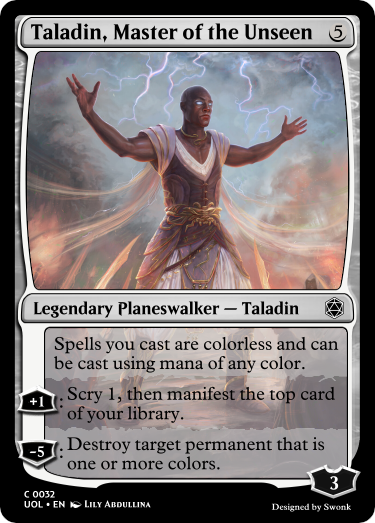 Taladin, Master of the Unseen 5
Legendary Planeswalker — Taladin
Spells you cast are colorless and can
be cast using mana of any color.
+1: Scry 1, then manifest the top card
of your library.
-5: Destroy target permanent that is
one or more colors.
3
C 0032
UOL • EN Lily Abdullina
Designed by Swonk